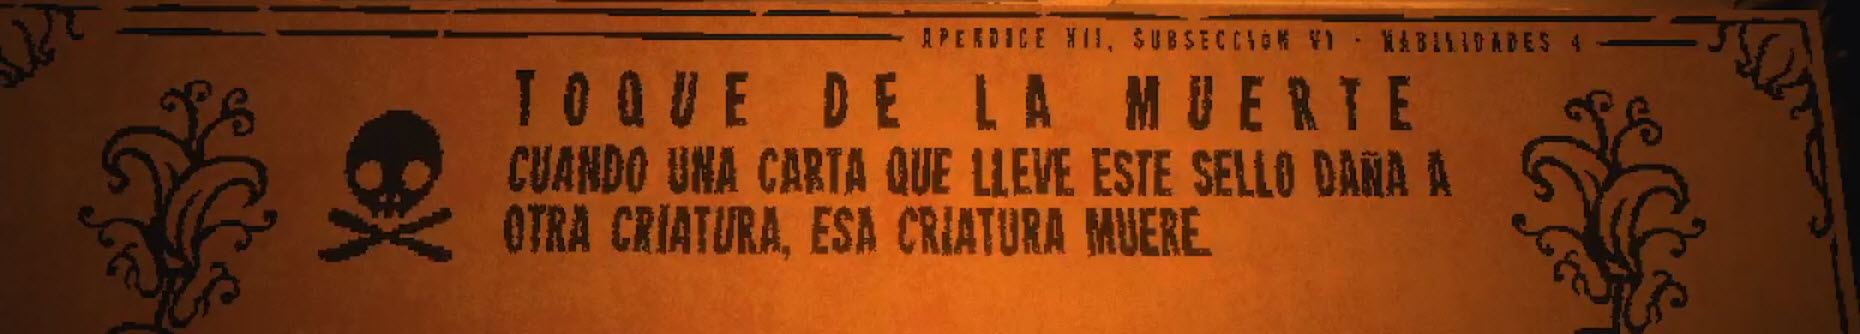 APENDICE XII, SUBSECCIÓN VI - HABILIDADES 4
TOQUE DE LA MUERTE
CUANDO UNA CARTA QUE LLEVE ESTE SELLO DAÑA A
OTRA CRIATURA, ESA CRIATURA MUERE.